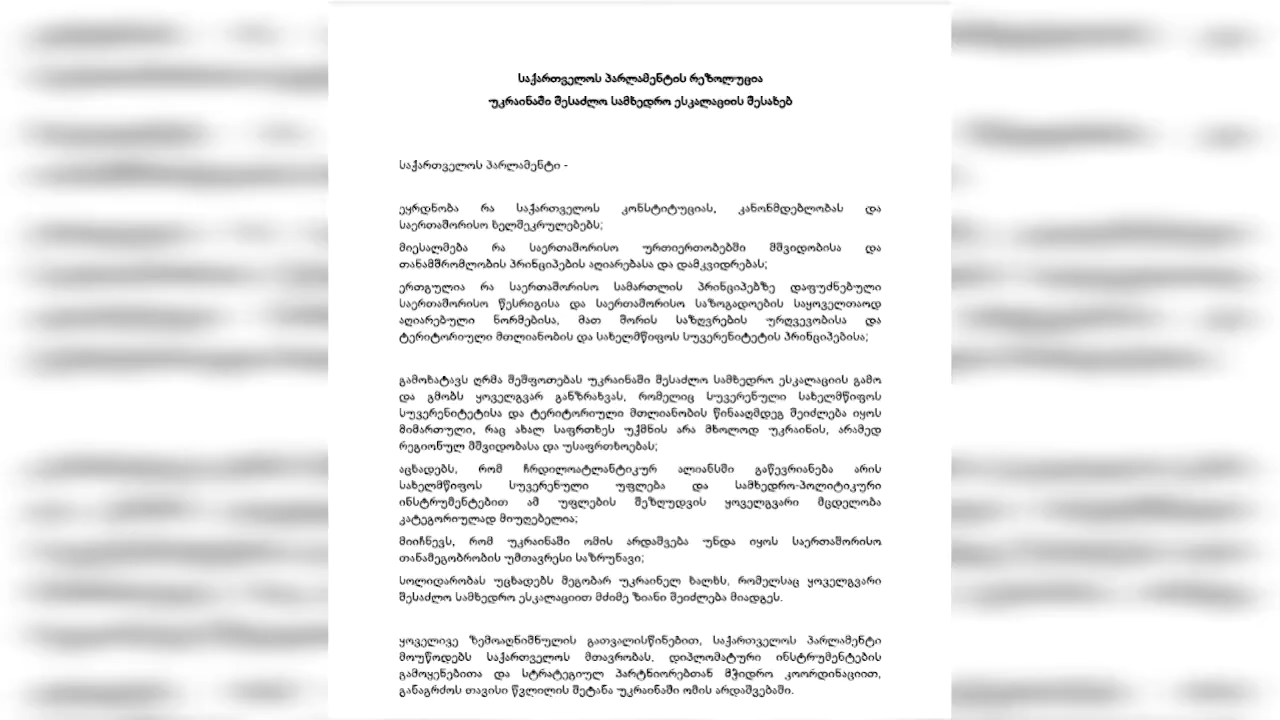 საქართველოს პარლამენტის რეზოლუცია
უკრაინაში შესაძლო სამხედრო ესკალაციის შესახებ
საქართველოს პარლამენტი -
ეყრდნობა რა საქართველოს კონსტიტუციას, კანონმდებლობას და
საერთაშორისო ხელშეკრულებებს;
მიესალმება რა საერთაშორისო ურთიერთობებში მშვიდობისა და
თანამშრომლობის პრინციპების აღიარებასა და დამკვიდრებას;
ერთგულია რა საერთაშორისო სამართლის პრინციპებზე დაფუძნებული
საერთაშორისო წესრიგისა და საერთაშორისო საზოგადოების საყოველთაოდ
აღიარებული ნორმებისა, მათ შორის საზღვრების ურღვევობისა და
ტერიტორიული მთლიანობის და სახელმწიფოს სუვერენიტეტის პრინციპებისა;
გამოხატავს ღრმა შეშფოთებას უკრაინაში შესაძლო სამხედრო ესკალაციის გამო
და გმობს ყოველგვარ განზრახვას, რომელიც სუვერენული სახელმწიფოს
სუვერენიტეტისა და ტერიტორიული მთლიანობის წინააღმდეგ შეიძლება იყოს
მიმართული, რაც ახალ საფრთხეს უქმნის არა მხოლოდ უკრაინის, არამედ
რეგიონულ მშვიდობასა და უსაფრთხოებას;
აცხადებს, რომ ჩრდილოატლანტიკურ ალიანსში გაწევრიანება არის
სახელმწიფოს სუვერენული უფლება და სამხედრო-პოლიტიკური
ინსტრუმენტებით ამ უფლების შეზღუდვის ყოველგვარი მცდელობა
კატეგორიულად მიუღებელია;
მიიჩნევს, რომ უკრაინაში ომის არდაშვება უნდა იყოს საერთაშორისო
თანამეგობრობის უმთავრესი საზრუნავი;
სოლიდარობას უცხადებს მეგობარ უკრაინელ ხალხს, რომელსაც ყოველგვარი
შესაძლო სამხედრო ესკალაციით მძიმე ზიანი შეიძლება მიადგეს.
ყოველივე ზემოაღნიშნულის გათვალისწინებით, საქართველოს პარლამენტი
მოუწოდებს საქართველოს მთავრობას, დიპლომატიური ინსტრუმენტების
გამოყენებითა და სტრატეგიულ პარტნიორებთან მჭიდრო კოორდინაციით,
განაგრძოს თავისი წვლილის შეტანა უკრაინაში ომის არდაშვებაში.